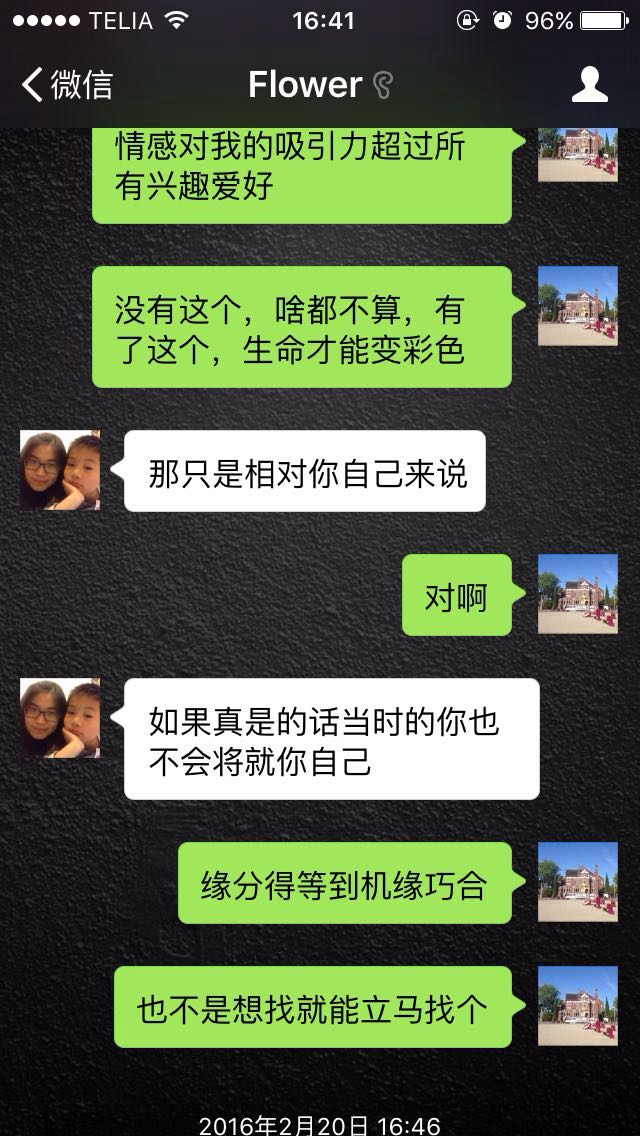 TELIA 16:41 96%
微信 Flower
情感对我的吸引力超过所
有兴趣爱好
没有这个，啥都不算，有
了这个，生命才能变彩色
那只是相对你自己来说
对啊
如果真是的话当时的你也
不会将就你自己
缘分得等到机缘巧合
也不是想找就能立马找个
2016年2月20日 16:46